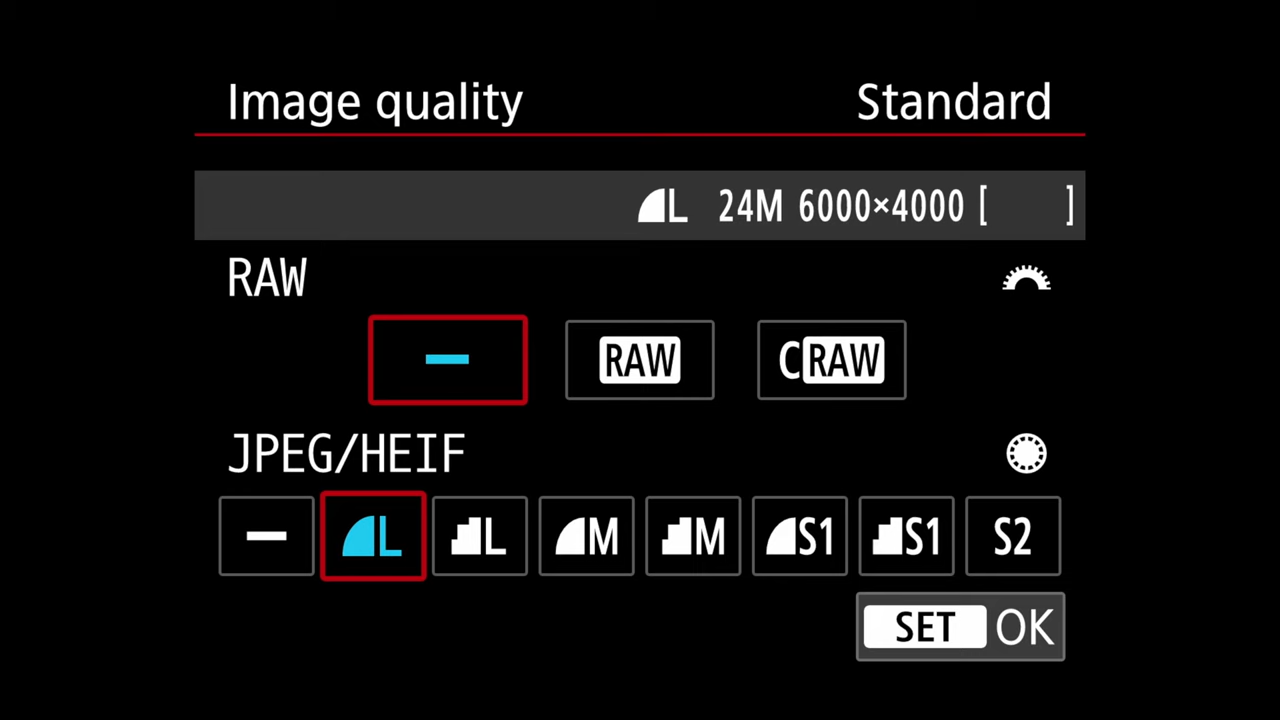 Image quality Standard
L 24M 6000×4000 [ ]
RAW
— RAW CRAW
JPEG/HEIF
— L L M M S1 S1 S2
SET OK